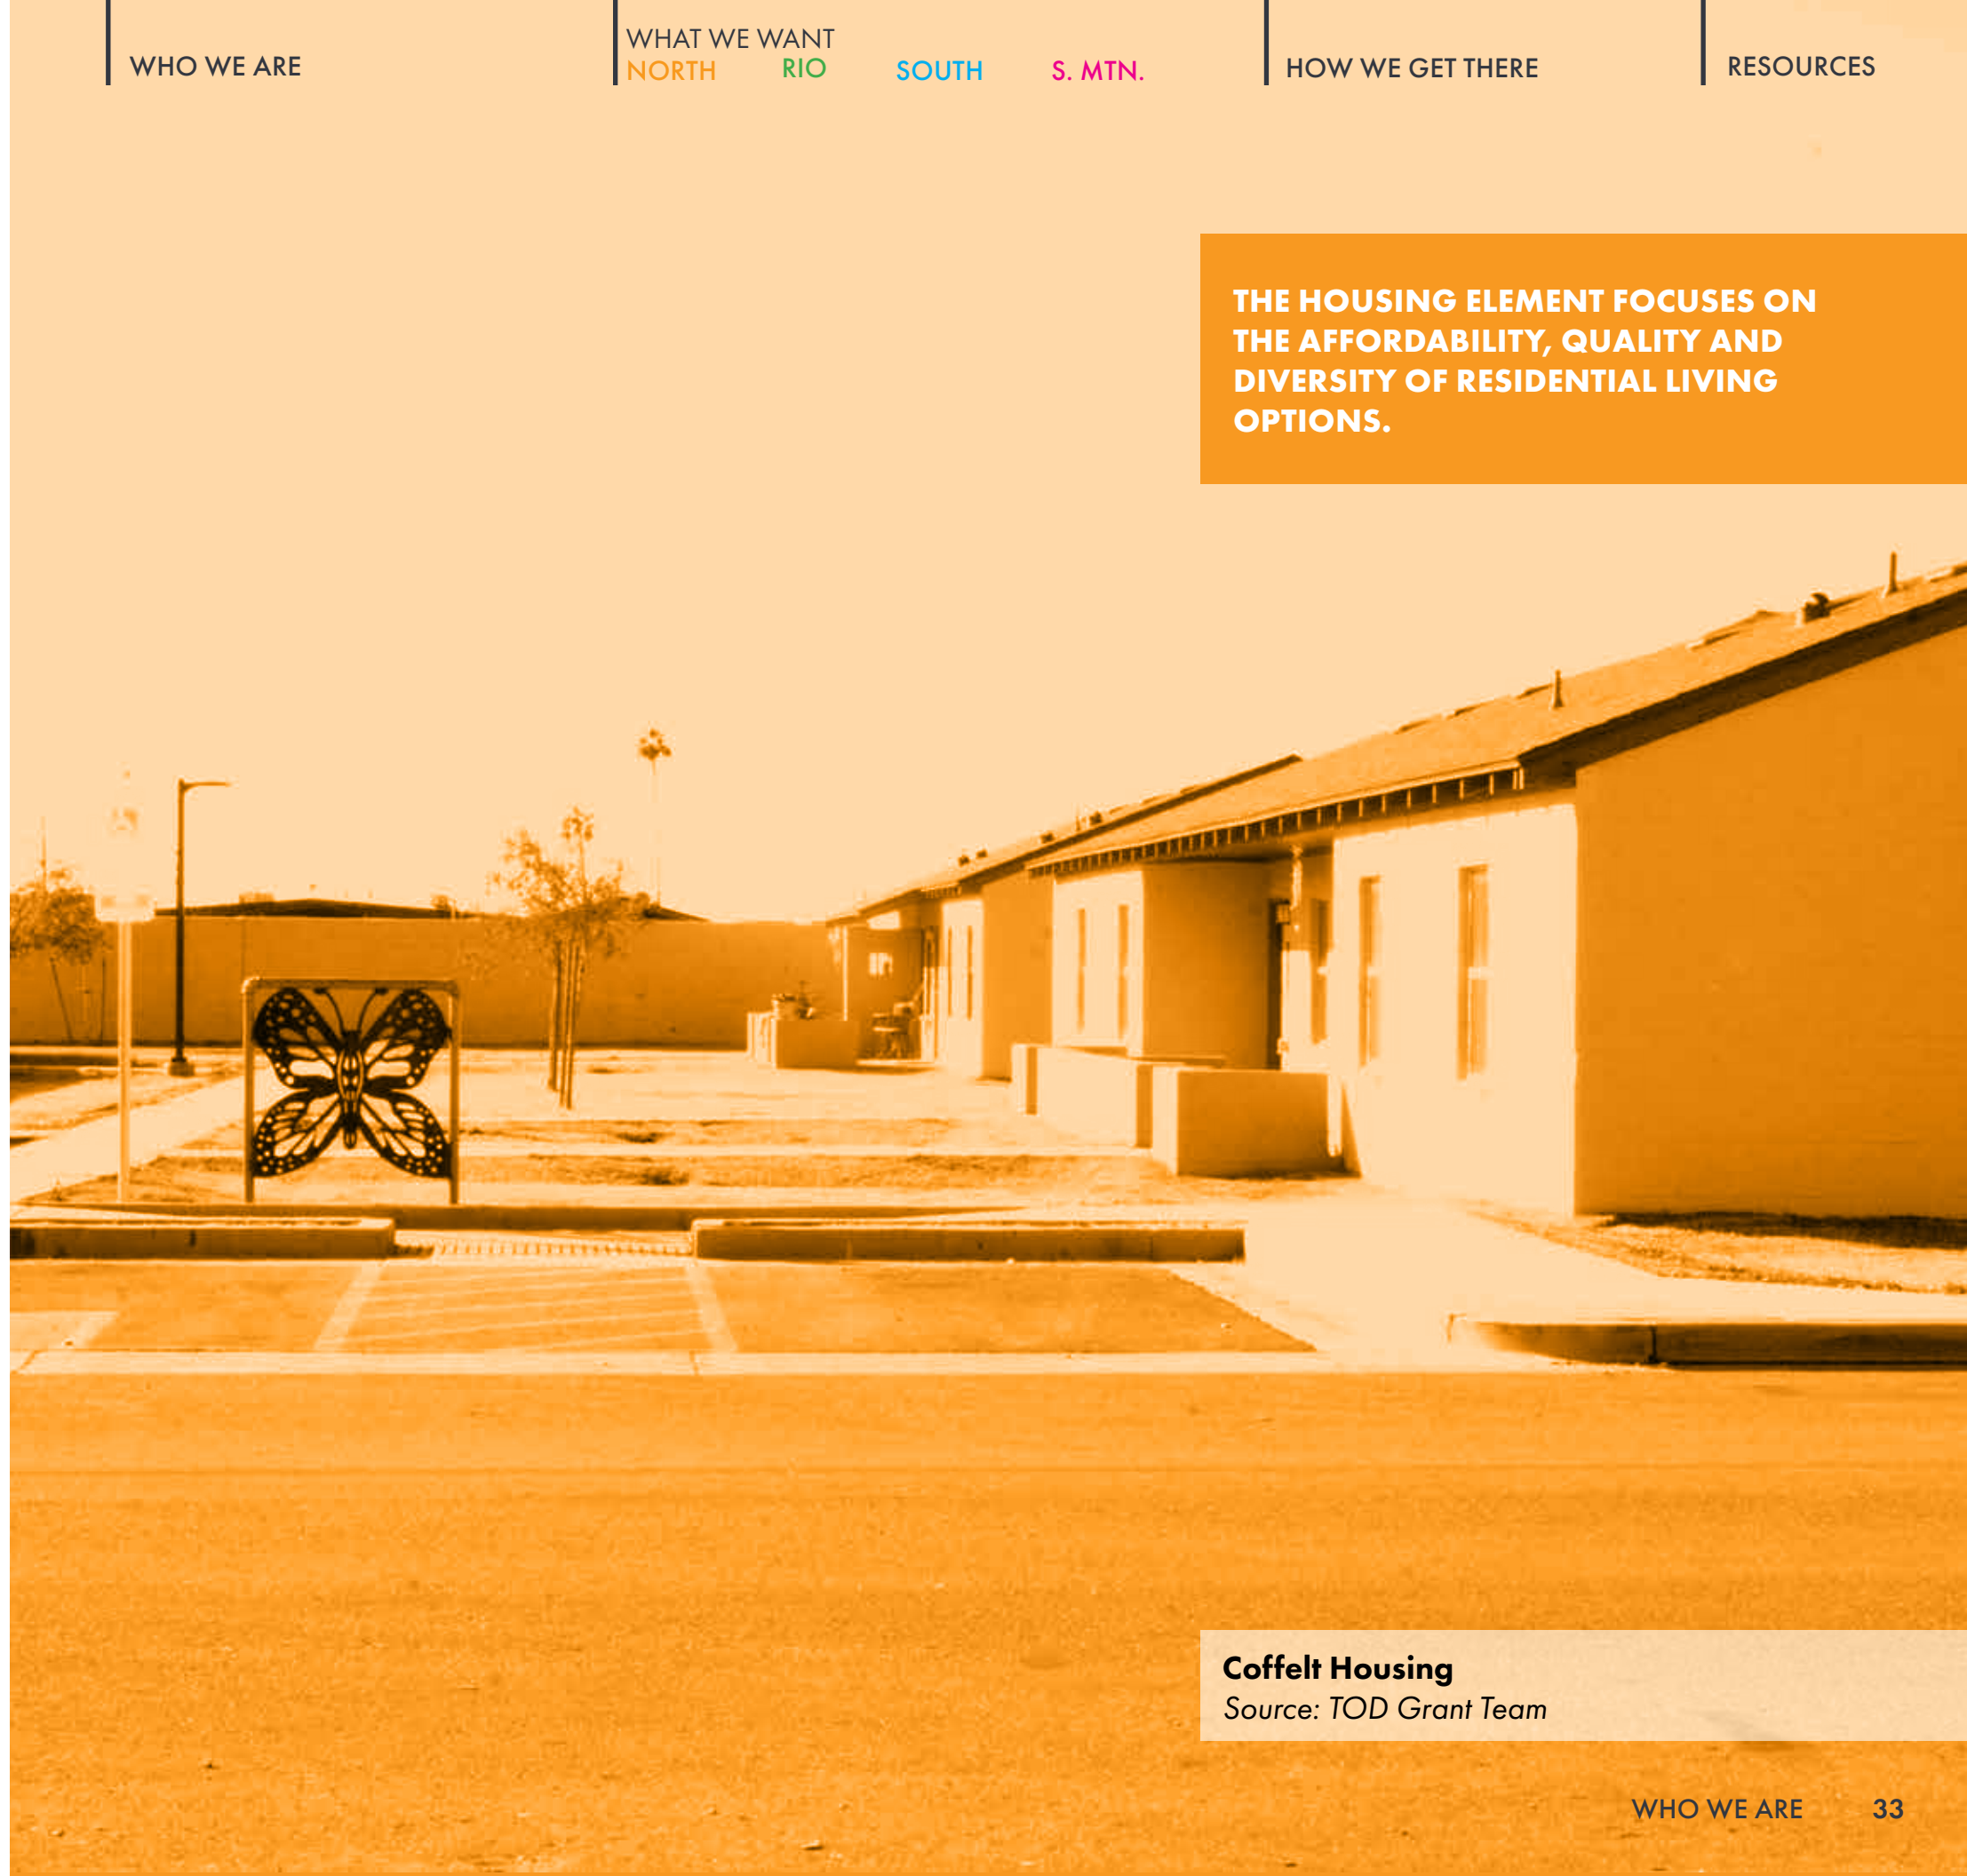 WHO WE ARE
WHAT WE WANT
NORTH RIO SOUTH S. MTN.
HOW WE GET THERE
RESOURCES
THE HOUSING ELEMENT FOCUSES ON
THE AFFORDABILITY, QUALITY AND
DIVERSITY OF RESIDENTIAL LIVING
OPTIONS.
Coffelt Housing
Source: TOD Grant Team
WHO WE ARE 33